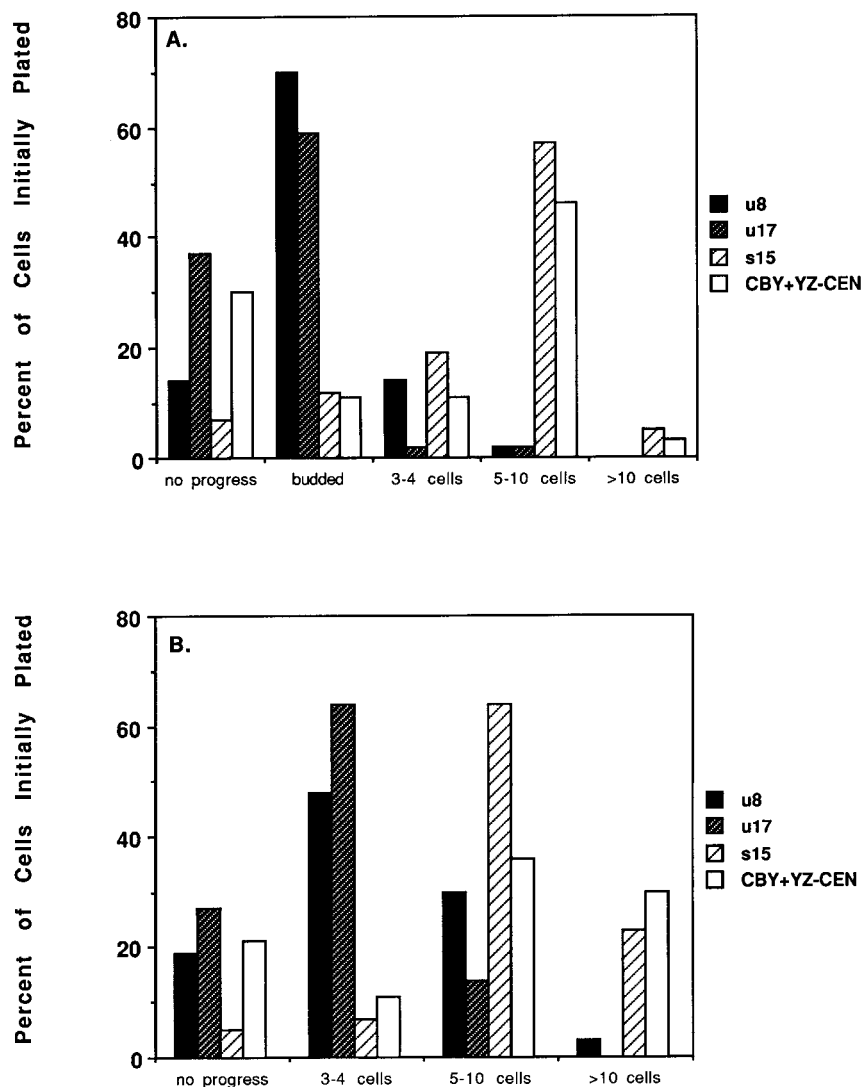 Percent of Cells Initially Plated
80
60
40
20
0
A.
no progress
budded
3-4 cells
5-10 cells
>10 cells
u8
u17
s15
CBY+YZ-CEN
Percent of Cells Initially Plated
80
60
40
20
0
B.
no progress
3-4 cells
5-10 cells
>10 cells
u8
u17
s15
CBY+YZ-CEN